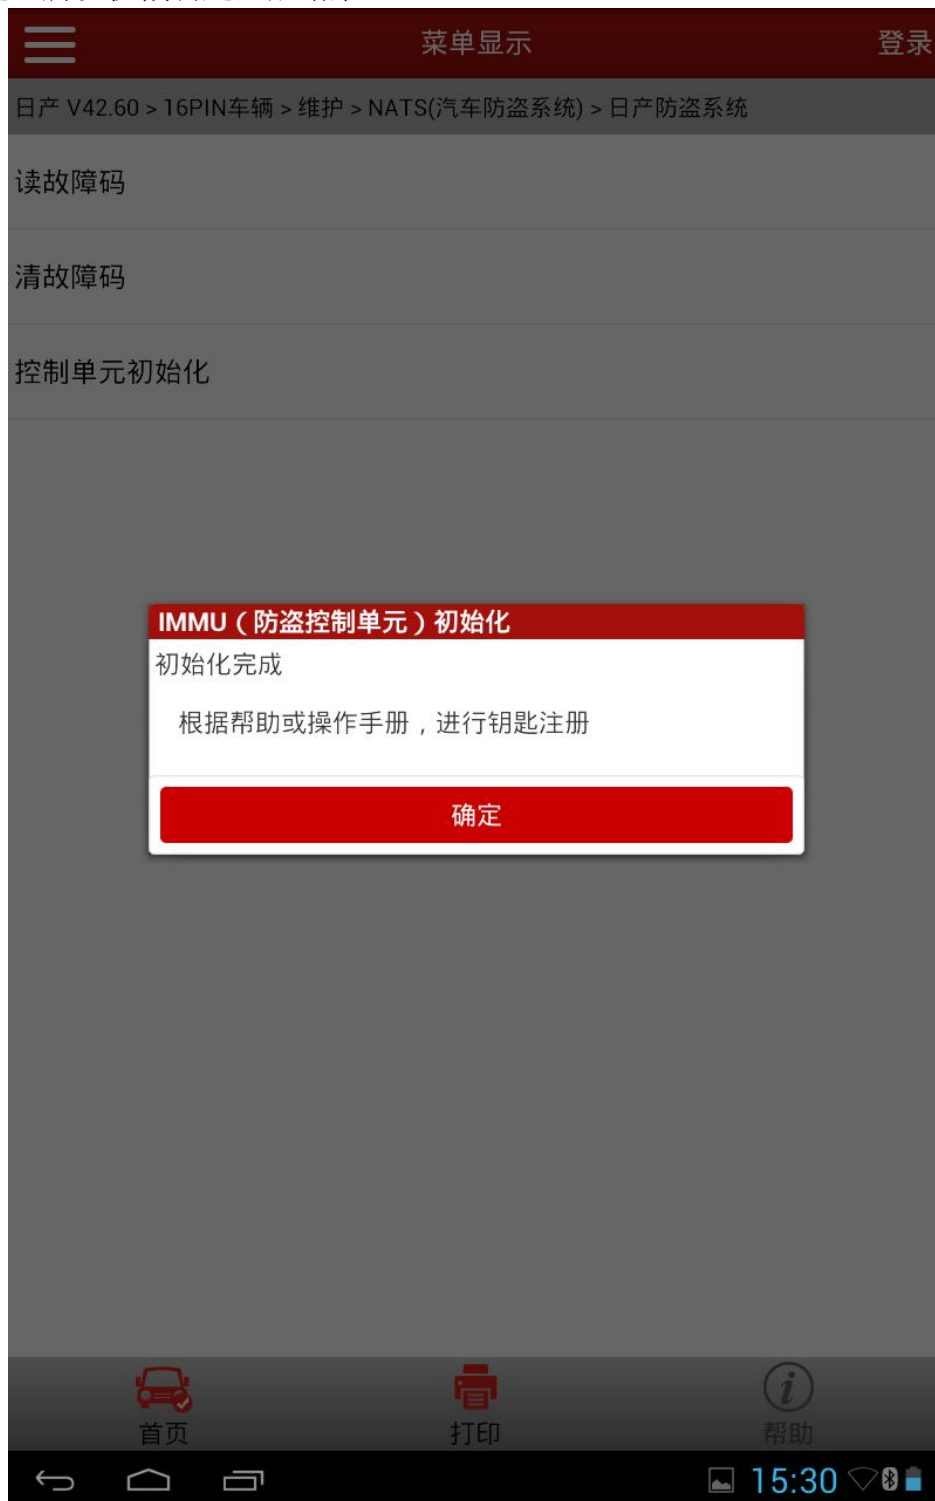 菜单显示
登录
日产 V42.60 > 16PIN车辆 > 维护 > NATS(汽车防盗系统) > 日产防盗系统
读故障码
清故障码
控制单元初始化
IMMU（防盗控制单元）初始化
初始化完成
根据帮助或操作手册，进行钥匙注册
确定
首页
打印
帮助
15:30